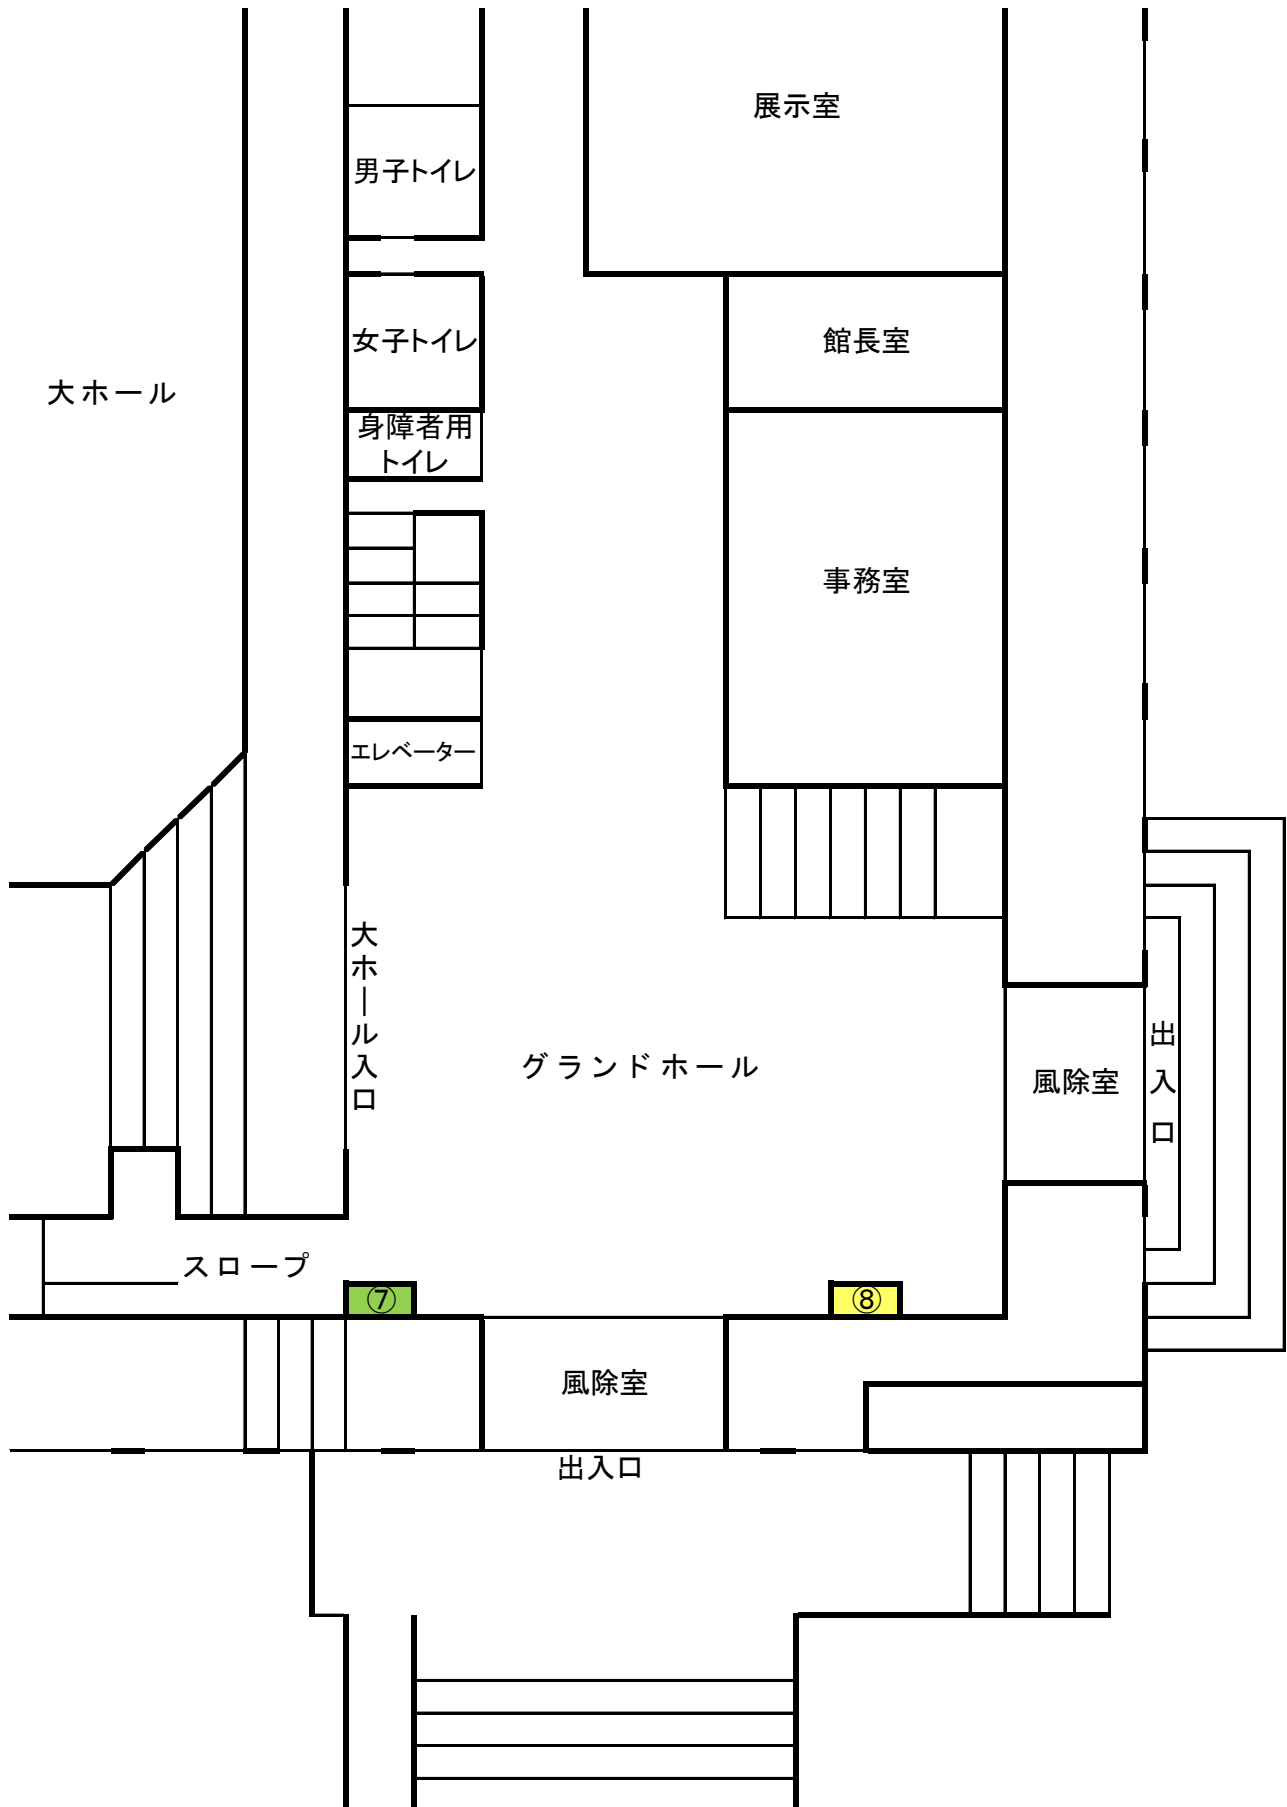 展示室
男子トイレ
女子トイレ
館長室
大ホール
身障者用
トイレ
事務室
エレベーター
大ホール入口
グランドホール
風除室
出入口
スロープ
⑦
⑧
風除室
出入口